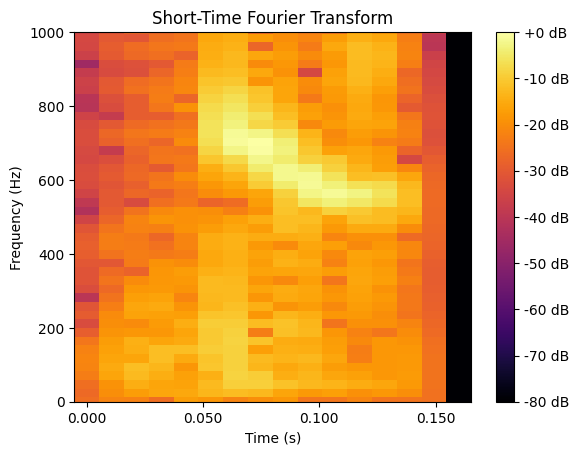 Short-Time Fourier Transform
1000
800
600
400
200
0
Frequency (Hz)
0.000
0.050
0.100
0.150
Time (s)
+0 dB
-10 dB
-20 dB
-30 dB
-40 dB
-50 dB
-60 dB
-70 dB
-80 dB